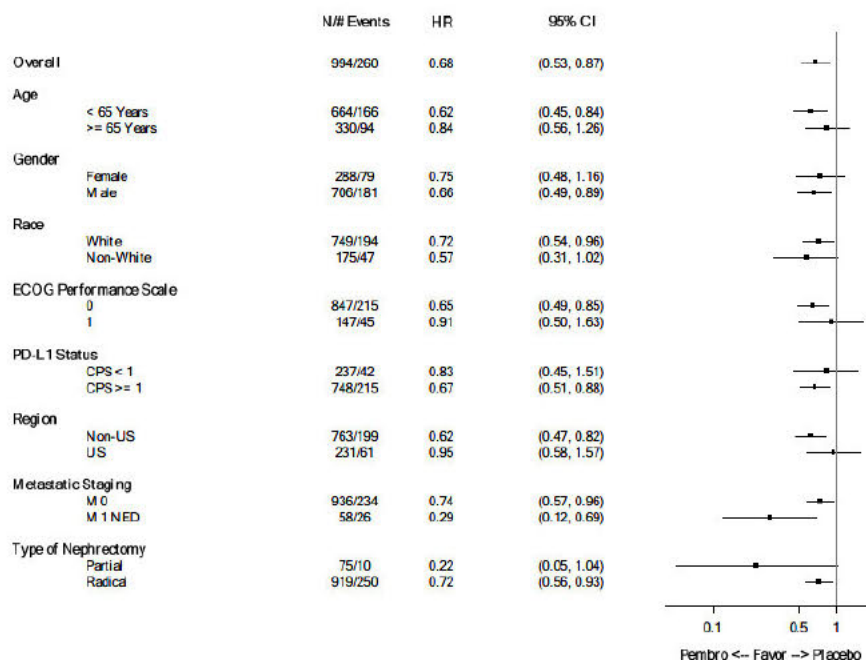 N/# Events HR 95% CI
Overall 994/260 0.68 (0.53, 0.87)
Age
< 65 Years 664/166 0.62 (0.45, 0.84)
>= 65 Years 330/94 0.84 (0.56, 1.26)
Gender
Female 288/79 0.75 (0.48, 1.16)
Male 706/181 0.66 (0.49, 0.89)
Race
White 749/194 0.72 (0.54, 0.96)
Non-White 175/47 0.57 (0.31, 1.02)
ECOG Performance Scale
0 847/215 0.65 (0.49, 0.85)
1 147/45 0.91 (0.50, 1.63)
PD-L1 Status
CPS < 1 237/42 0.83 (0.45, 1.51)
CPS >= 1 748/215 0.67 (0.51, 0.88)
Region
Non-US 763/199 0.62 (0.47, 0.82)
US 231/61 0.95 (0.58, 1.57)
Metastatic Staging
M0 936/234 0.74 (0.57, 0.96)
M1 NED 58/26 0.29 (0.12, 0.69)
Type of Nephrectomy
Partial 75/10 0.22 (0.05, 1.04)
Radical 919/250 0.72 (0.56, 0.93)
0.1 0.5 1
Pembro <-- Favor --> Placebo